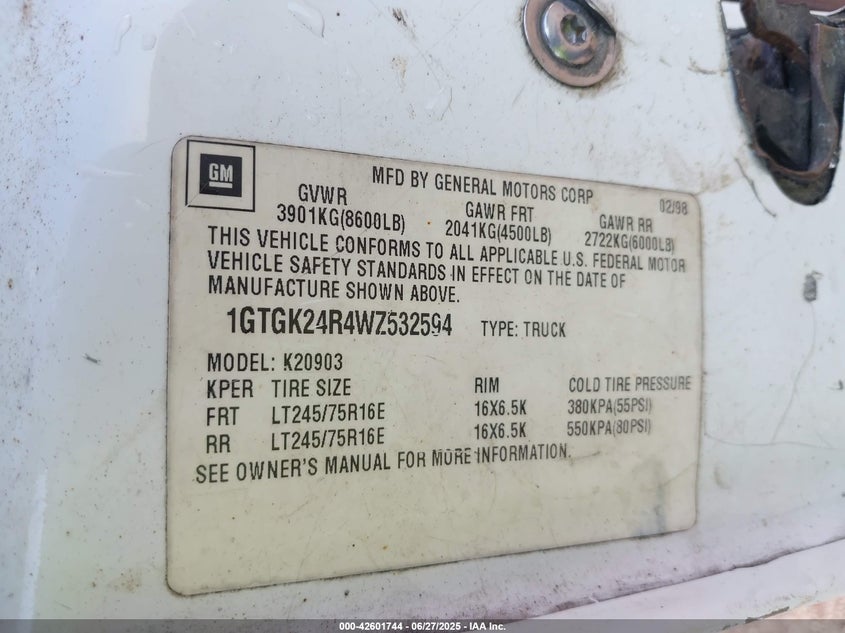 GM
MFD BY GENERAL MOTORS CORP 02/98
GVWR GAWR FRT GAWR RR
3901KG(8600LB) 2041KG(4500LB) 2722KG(6000LB)
THIS VEHICLE CONFORMS TO ALL APPLICABLE U.S. FEDERAL MOTOR
VEHICLE SAFETY STANDARDS IN EFFECT ON THE DATE OF
MANUFACTURE SHOWN ABOVE.
1GTGK24R4WZ532594 TYPE: TRUCK
MODEL: K20903
KPER TIRE SIZE RIM COLD TIRE PRESSURE
FRT LT245/75R16E 16X6.5K 380KPA(55PSI)
RR LT245/75R16E 16X6.5K 550KPA(80PSI)
SEE OWNER'S MANUAL FOR MORE INFORMATION.
000-42601744 | 06/27/2025 - IAA Inc.